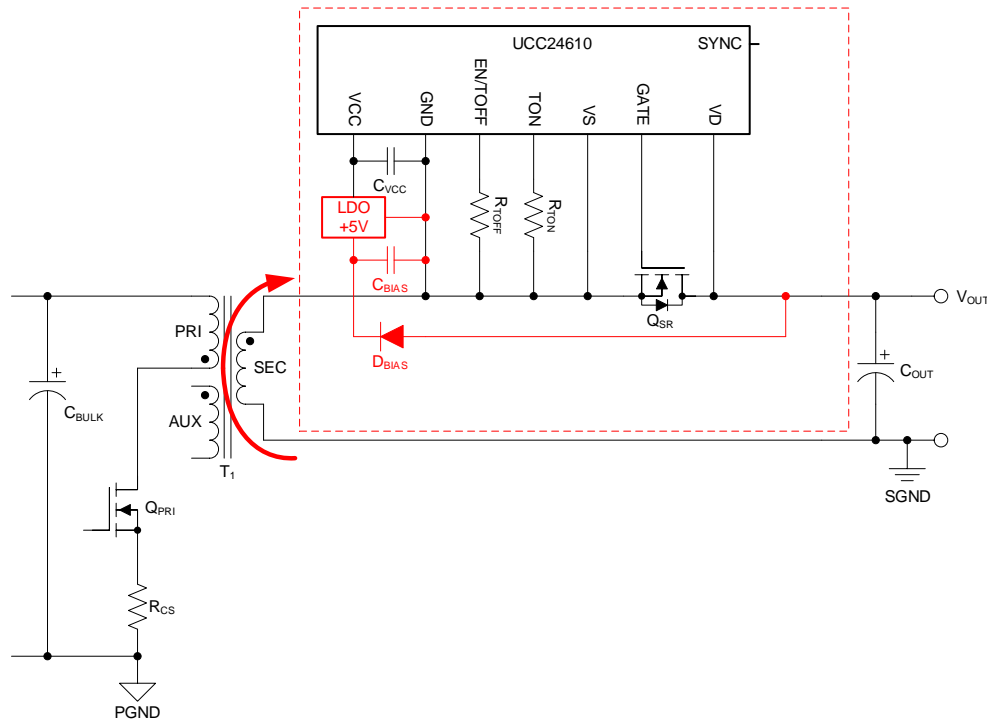 UCC24610
SYNC
VCC
GND
EN/TOFF
TON
VS
GATE
VD
CVCC
LDO
+5V
RTOFF
RTON
CBIAS
QSR
VOUT
DBIAS
PRI
SEC
AUX
T1
CBULK
COUT
SGND
QPRI
RCS
PGND
+
+